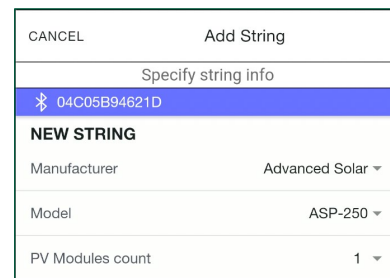 CANCEL Add String
Specify string info
04C05B94621D
NEW STRING
Manufacturer Advanced Solar
Model ASP-250
PV Modules count 1